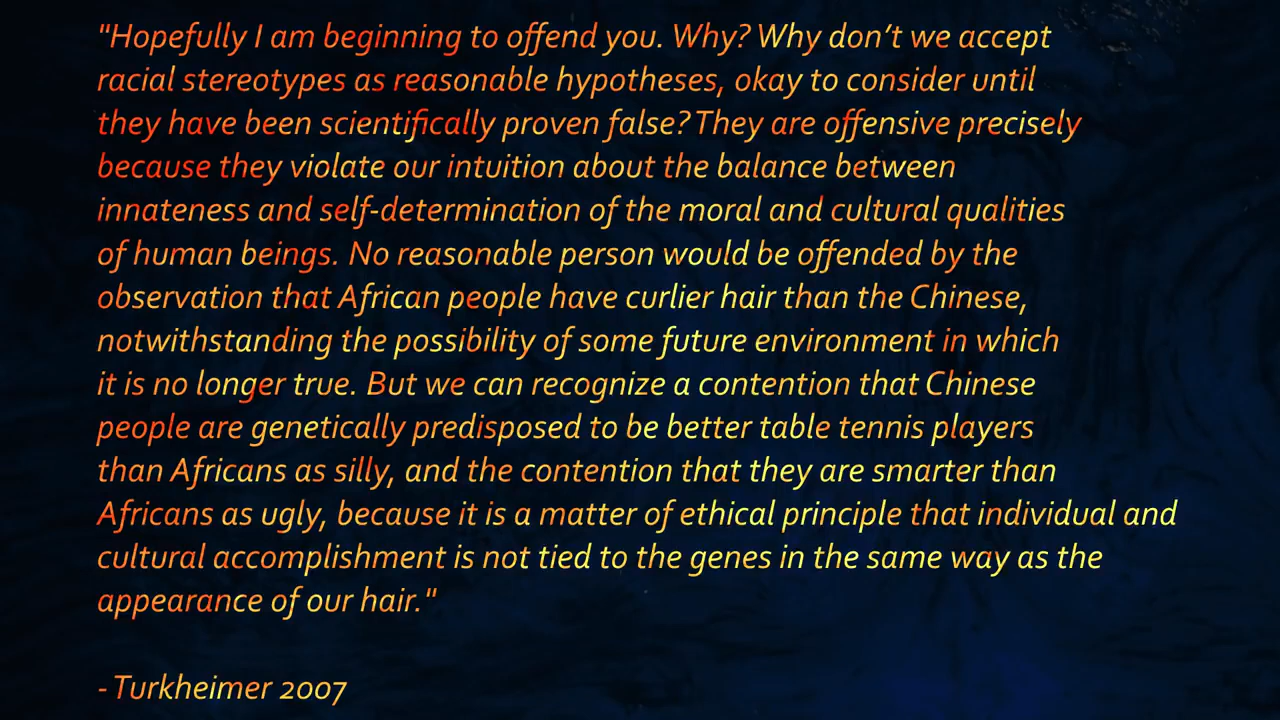 "Hopefully I am beginning to offend you. Why? Why don’t we accept
racial stereotypes as reasonable hypotheses, okay to consider until
they have been scientifically proven false? They are offensive precisely
because they violate our intuition about the balance between
innateness and self-determination of the moral and cultural qualities
of human beings. No reasonable person would be offended by the
observation that African people have curlier hair than the Chinese,
notwithstanding the possibility of some future environment in which
it is no longer true. But we can recognize a contention that Chinese
people are genetically predisposed to be better table tennis players
than Africans as silly, and the contention that they are smarter than
Africans as ugly, because it is a matter of ethical principle that individual and
cultural accomplishment is not tied to the genes in the same way as the
appearance of our hair."
- Turkheimer 2007